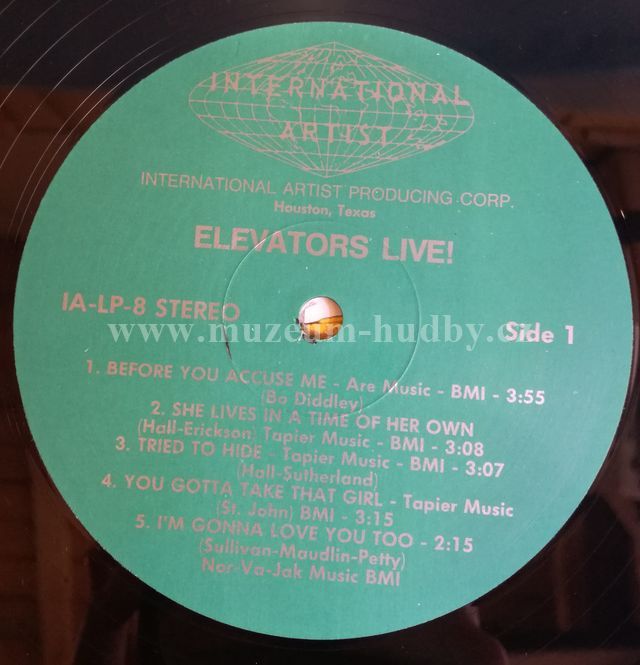 INTERNATIONAL
ARTIST
INTERNATIONAL ARTIST PRODUCING CORP.
Houston, Texas
ELEVATORS LIVE!
IA-LP-8 STEREO
www.muzeum-hudby.cz
Side 1
1. BEFORE YOU ACCUSE ME - Are Music - BMI - 3:55
(Bo Diddley)
2. SHE LIVES IN A TIME OF HER OWN
(Hall-Erickson) Tapier Music - BMI - 3:08
3. TRIED TO HIDE - Tapier Music - BMI - 3:07
(Hall-Sutherland)
4. YOU GOTTA TAKE THAT GIRL - Tapier Music
(St. John) BMI - 3:15
5. I'M GONNA LOVE YOU TOO - 2:15
(Sullivan-Maudlin-Petty)
Nor-Va-Jak Music BMI